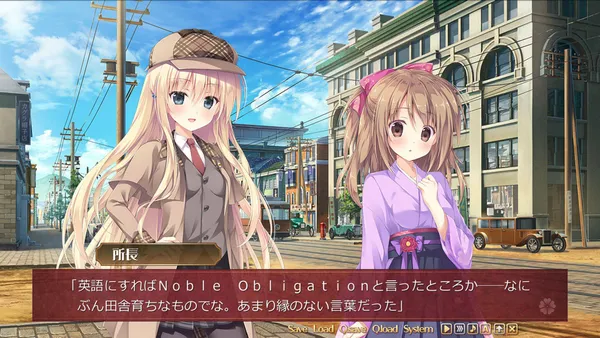 所長
「英語にすればＮｏｂｌｅ　Ｏｂｌｉｇａｔｉｏｎと言ったところか――なに
ぶん田舎育ちなものでな。あまり縁のない言葉だった」
Save Load Qsave Qload System